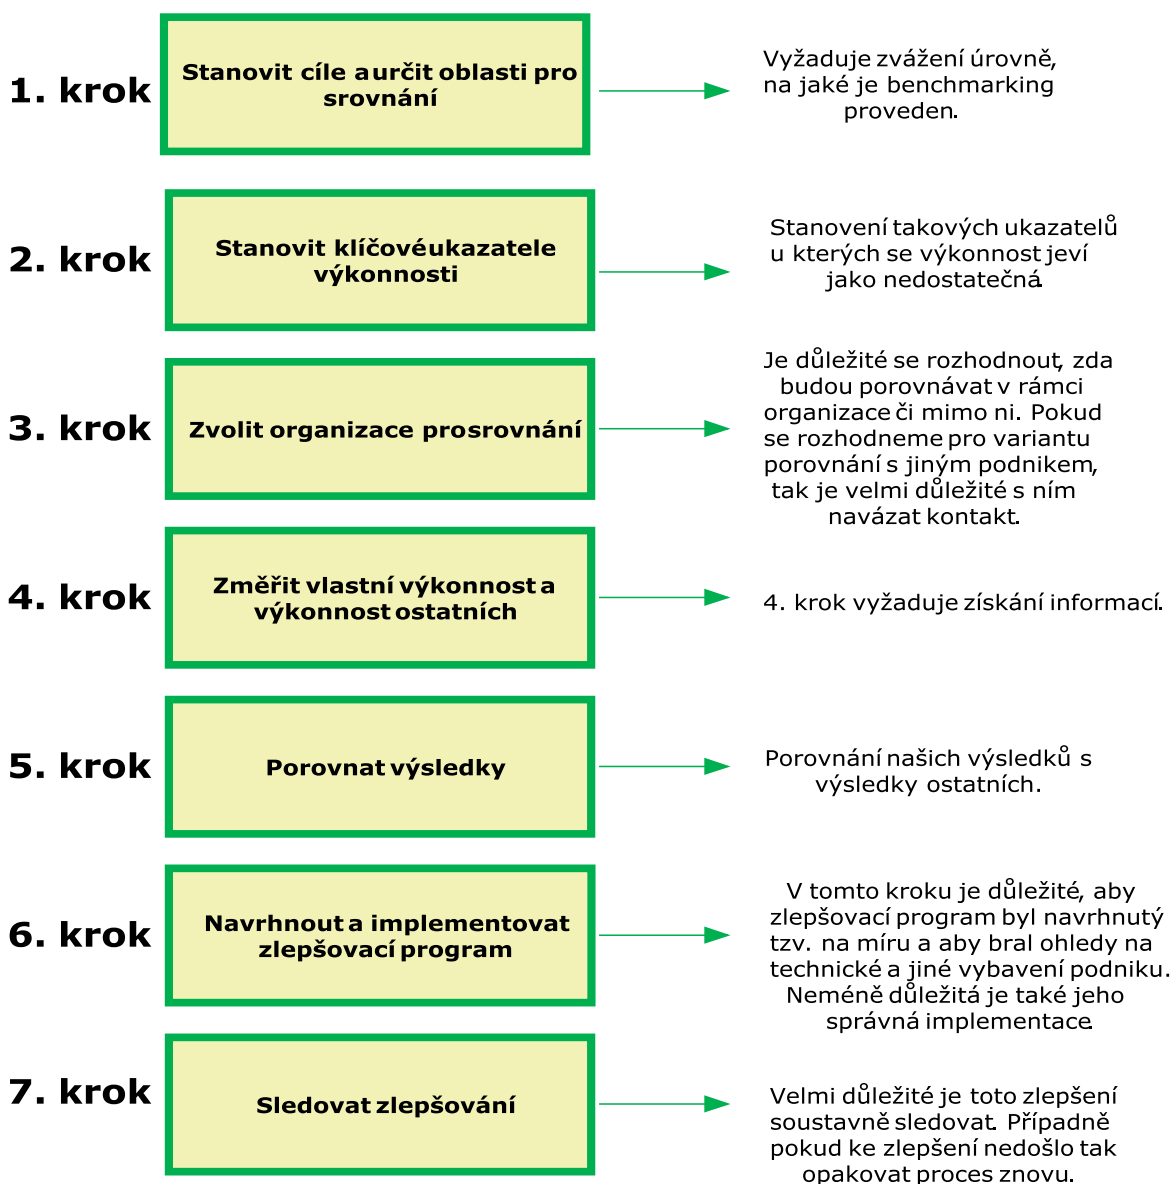 1. krok
Stanovit cíle a určit oblasti pro
srovnání
Vyžaduje zvážení úrovně,
na jaké je benchmarking
proveden.
2. krok
Stanovit klíčové ukazatele
výkonnosti
Stanovení takových ukazatelů
u kterých se výkonnost jeví
jako nedostatečná.
3. krok
Zvolit organizace pro srovnání
Je důležité se rozhodnout, zda
budou porovnávat v rámci
organizace či mimo ni. Pokud
se rozhodneme pro variantu
porovnání s jiným podnikem,
tak je velmi důležité s ním
navázat kontakt.
4. krok
Změřit vlastní výkonnost a
výkonnost ostatních
4. krok vyžaduje získání informací.
5. krok
Porovnat výsledky
Porovnání našich výsledků s
výsledky ostatních.
6. krok
Navrhnout a implementovat
zlepšovací program
V tomto kroku je důležité, aby
zlepšovací program byl navrhnutý
tzv. na míru a aby bral ohledy na
technické a jiné vybavení podniku.
Neméně důležitá je také jeho
správná implementace.
7. krok
Sledovat zlepšování
Velmi důležité je toto zlepšení
soustavně sledovat. Případně
pokud ke zlepšení nedošlo tak
opakovat proces znovu.